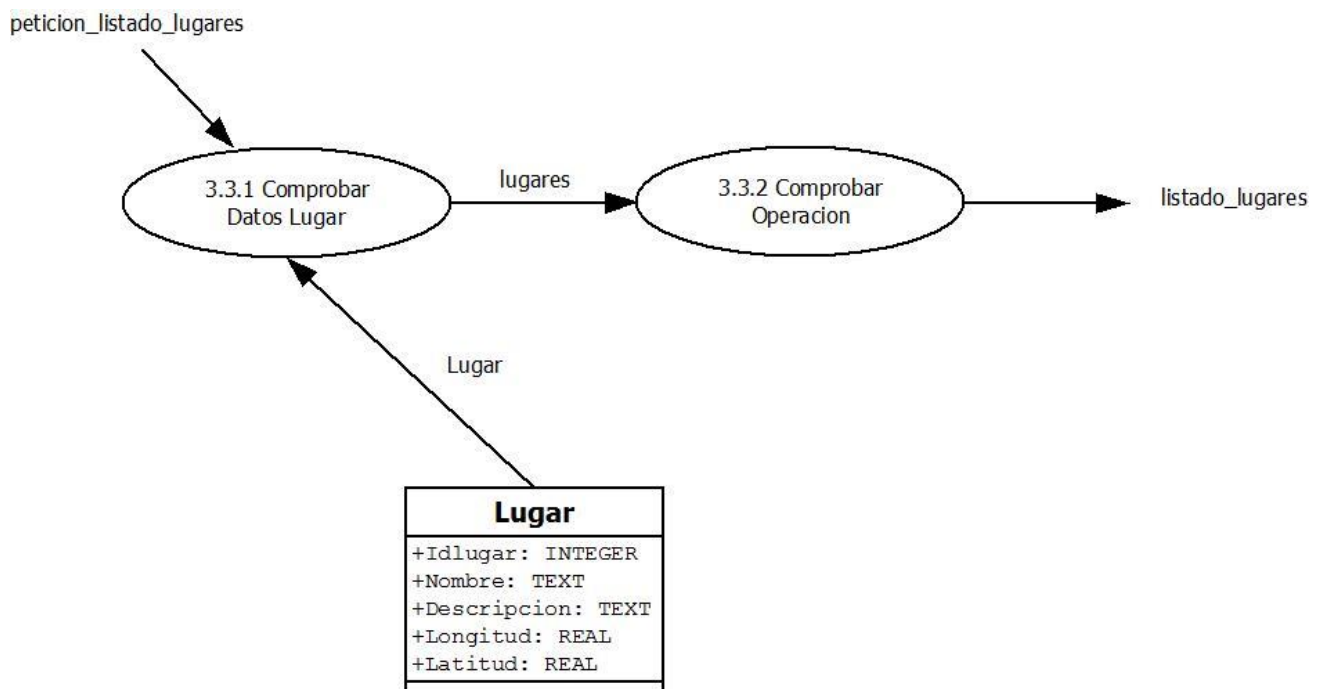 peticion_listado_lugares
3.3.1 Comprobar
Datos Lugar
lugares
3.3.2 Comprobar
Operacion
listado_lugares
Lugar
Lugar
+Idlugar: INTEGER
+Nombre: TEXT
+Descripcion: TEXT
+Longitud: REAL
+Latitud: REAL